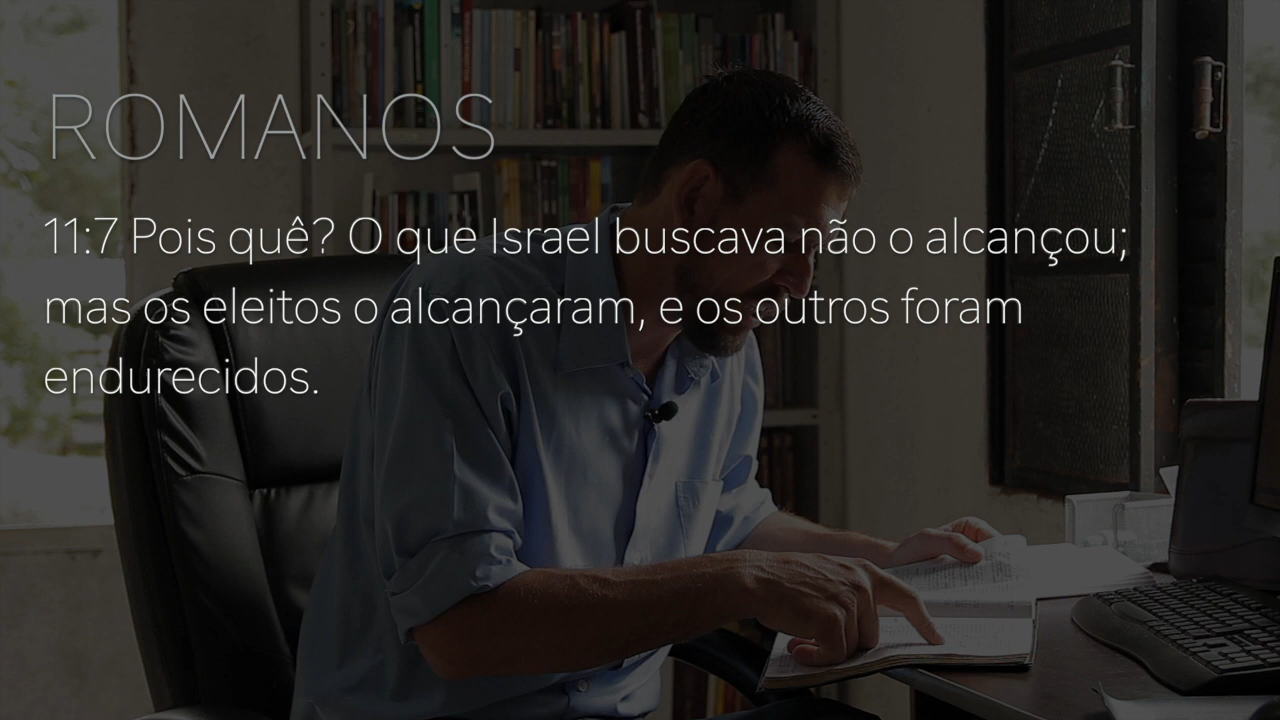 ROMANOS
11:7 Pois quê? O que Israel buscava não o alcançou;
mas os eleitos o alcançaram, e os outros foram
endurecidos.